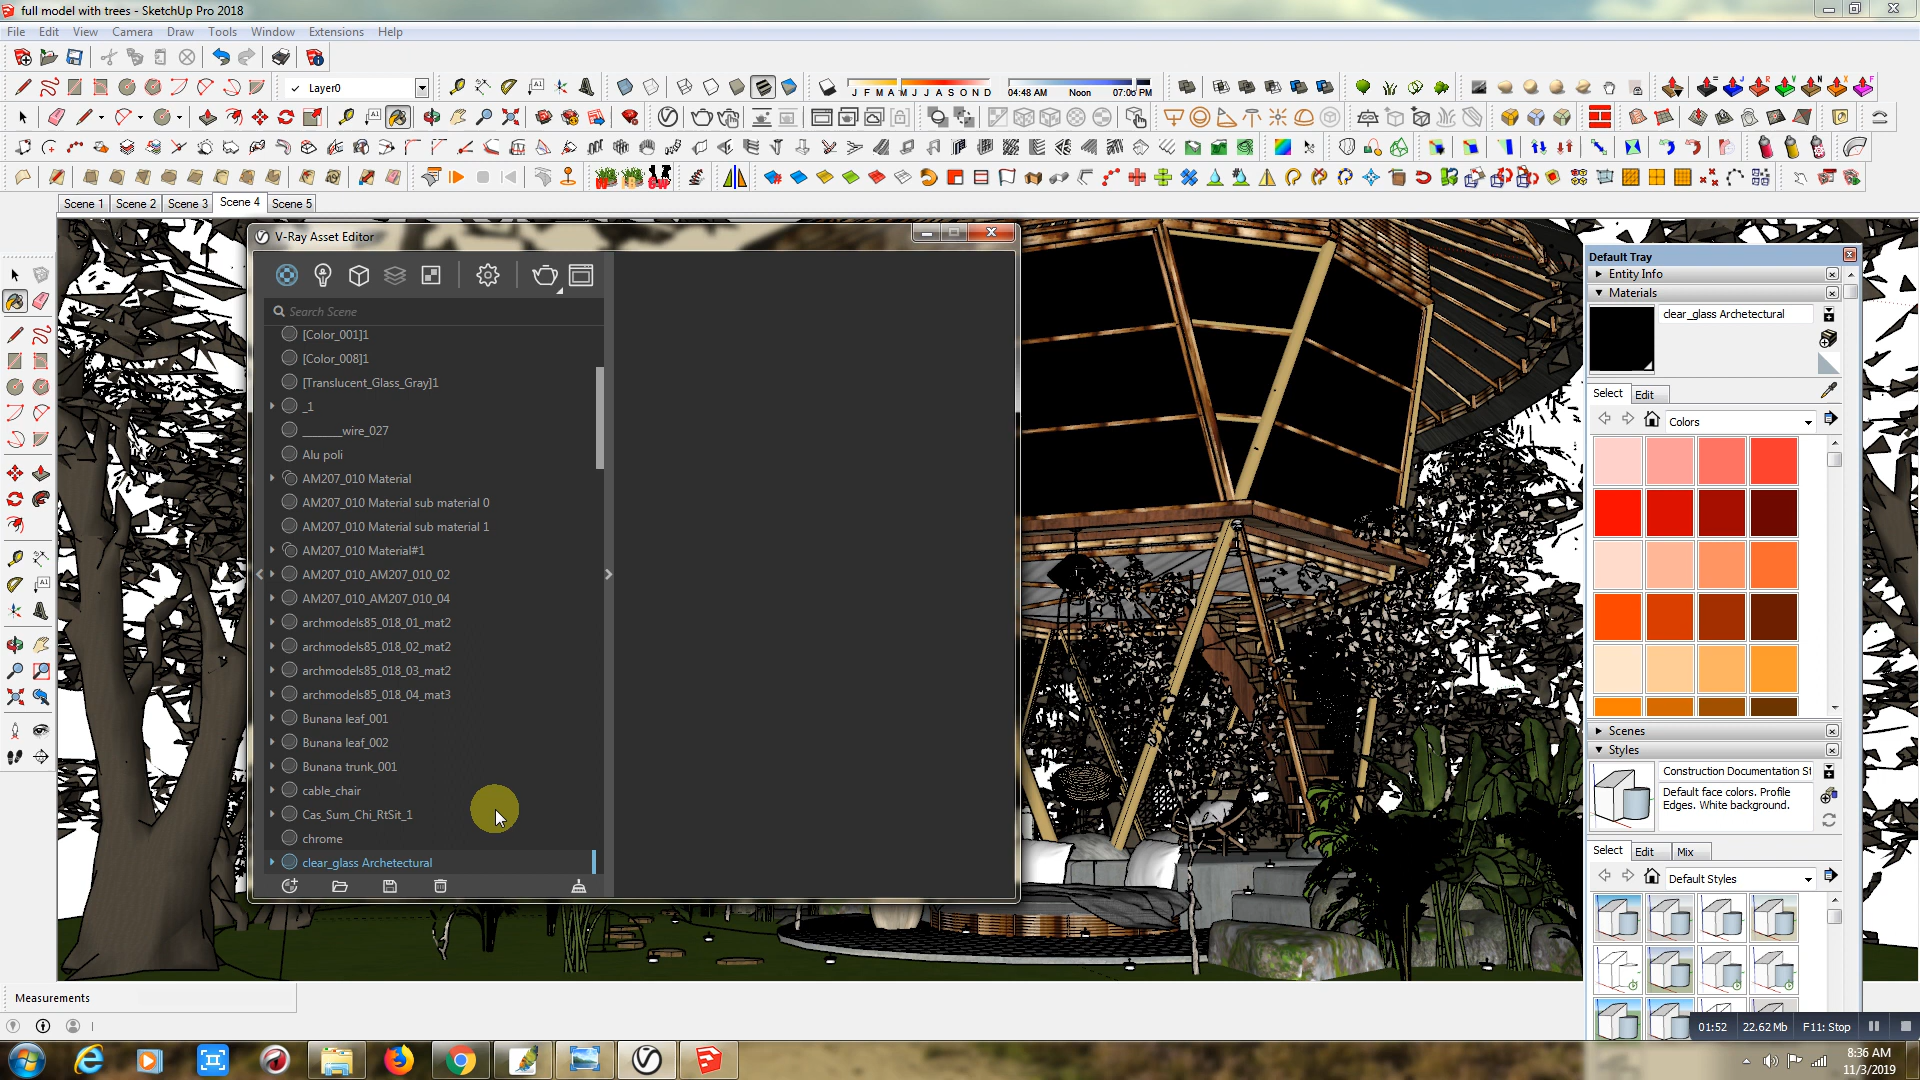 full model with trees - SketchUp Pro 2018
File Edit View Camera Draw Tools Window Extensions Help
Layer0
J F M A M J J A S O N D
04:48 AM Noon 07:06 PM
Scene 1 Scene 2 Scene 3 Scene 4 Scene 5
V-Ray Asset Editor
Search Scene
[Color_001]1
[Color_008]1
[Translucent_Glass_Gray]1
_1
_______wire_027
Alu poli
AM207_010 Material
AM207_010 Material sub material 0
AM207_010 Material sub material 1
AM207_010 Material#1
AM207_010_AM207_010_02
AM207_010_AM207_010_04
archmodels85_018_01_mat2
archmodels85_018_02_mat2
archmodels85_018_03_mat2
archmodels85_018_04_mat3
Bunana leaf_001
Bunana leaf_002
Bunana trunk_001
cable_chair
Cas_Sum_Chi_RtSit_1
chrome
clear_glass Archetectural
Default Tray
Entity Info
Materials
clear_glass Archetectural
Select Edit
Colors
Scenes
Styles
Construction Documentation St
Default face colors. Profile
Edges. White background.
Select Edit Mix
Default Styles
Measurements
01:52 22.62 Mb F11: Stop
8:36 AM
11/3/2019